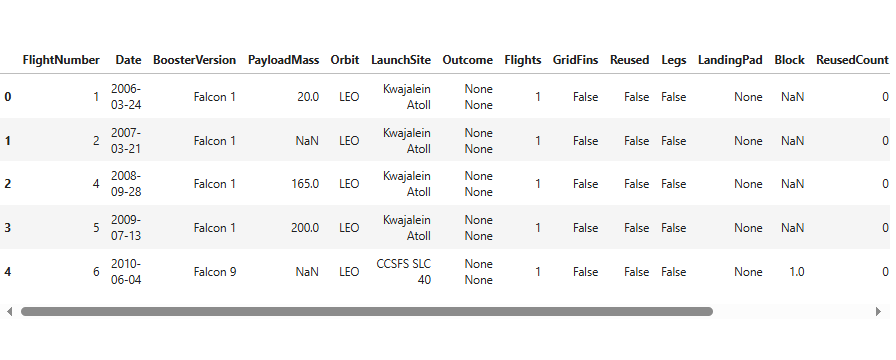 FlightNumber Date BoosterVersion PayloadMass Orbit LaunchSite Outcome Flights GridFins Reused Legs LandingPad Block ReusedCount
0 1 2006-03-24 Falcon 1 20.0 LEO Kwajalein Atoll None None 1 False False False None NaN 0
1 2 2007-03-21 Falcon 1 NaN LEO Kwajalein Atoll None None 1 False False False None NaN 0
2 4 2008-09-28 Falcon 1 165.0 LEO Kwajalein Atoll None None 1 False False False None NaN 0
3 5 2009-07-13 Falcon 1 200.0 LEO Kwajalein Atoll None None 1 False False False None NaN 0
4 6 2010-06-04 Falcon 9 NaN LEO CCSFS SLC 40 None None 1 False False False None 1.0 0